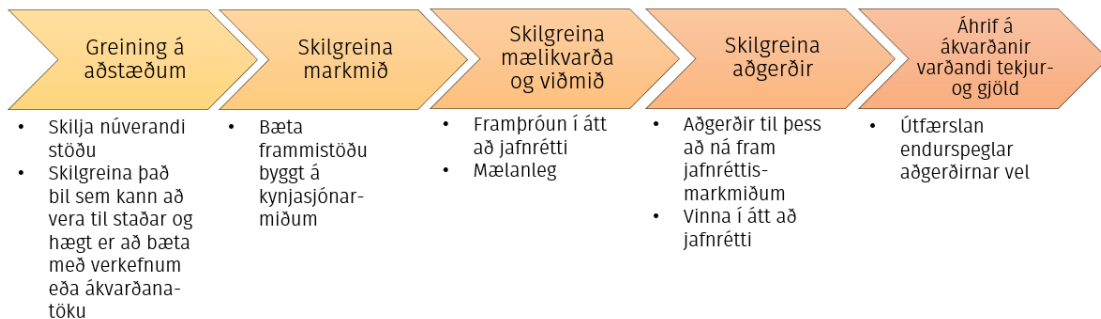 Greining á
aðstæðum
• Skilja núverandi
stöðu
• Skilgreina það
bil sem kann að
vera til staðar og
hægt er að bæta
með verkefnum
eða ákvarðana-
töku
Skilgreina
markmið
• Bæta
frammistöðu
byggt á
kynjasjónar-
miðum
Skilgreina
mælikvarða
og viðmið
• Framþróun í átt
að jafnrétti
• Mælanleg
Skilgreina
aðgerðir
• Aðgerðir til þess
að ná fram
jafnréttis-
markmiðum
• Vinna í átt að
jafnrétti
Áhrif á
ákvarðanir
varðandi tekjur-
og gjöld
• Útfærslan
endurspeglar
aðgerðirnar vel